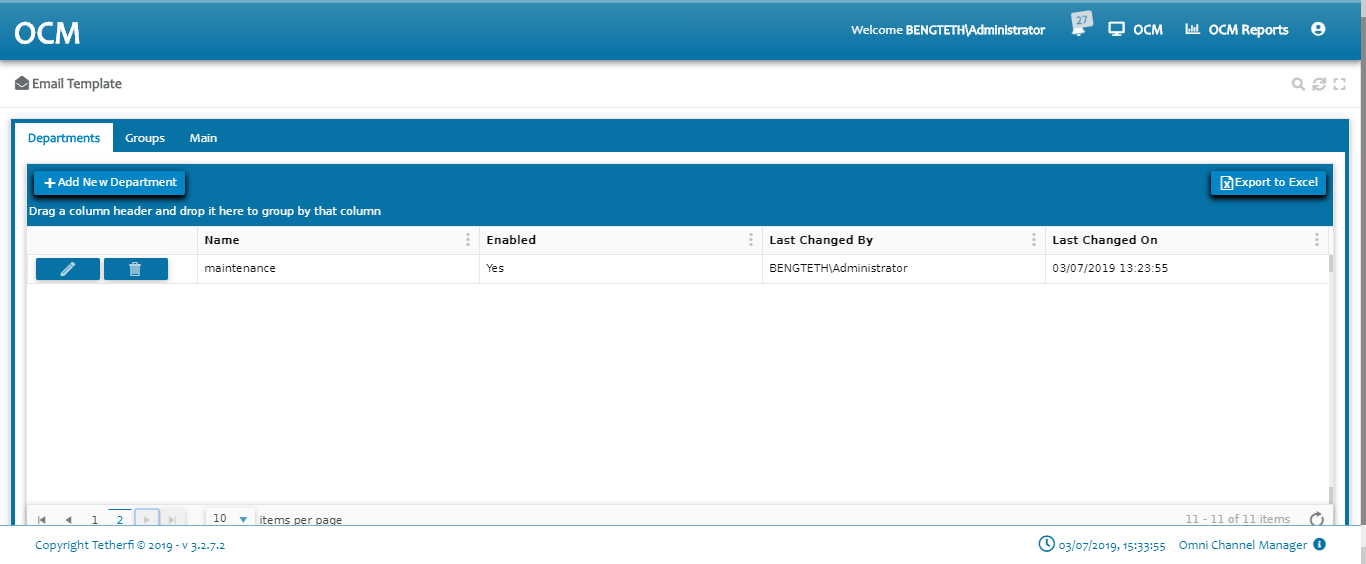 OCM
Welcome BENGTETH\Administrator
27
OCM
OCM Reports
Email Template
Departments
Groups
Main
Add New Department
Export to Excel
Drag a column header and drop it here to group by that column
Name
Enabled
Last Changed By
Last Changed On
maintenance
Yes
BENGTETH\Administrator
03/07/2019 13:23:55
1
2
10
items per page
11 - 11 of 11 items
Copyright Tetherfi © 2019 - v 3.2.7.2
03/07/2019, 15:33:55
Omni Channel Manager